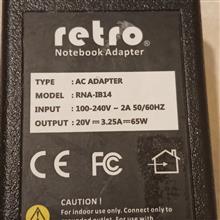 retro®
Notebook Adapter
TYPE : AC ADAPTER
MODEL : RNA-IB14
INPUT : 100-240V ~ 2A 50/60HZ
OUTPUT : 20V ⎓ 3.25A⎓65W
CE FC
CAUTION !
For indoor use only. Connect only to